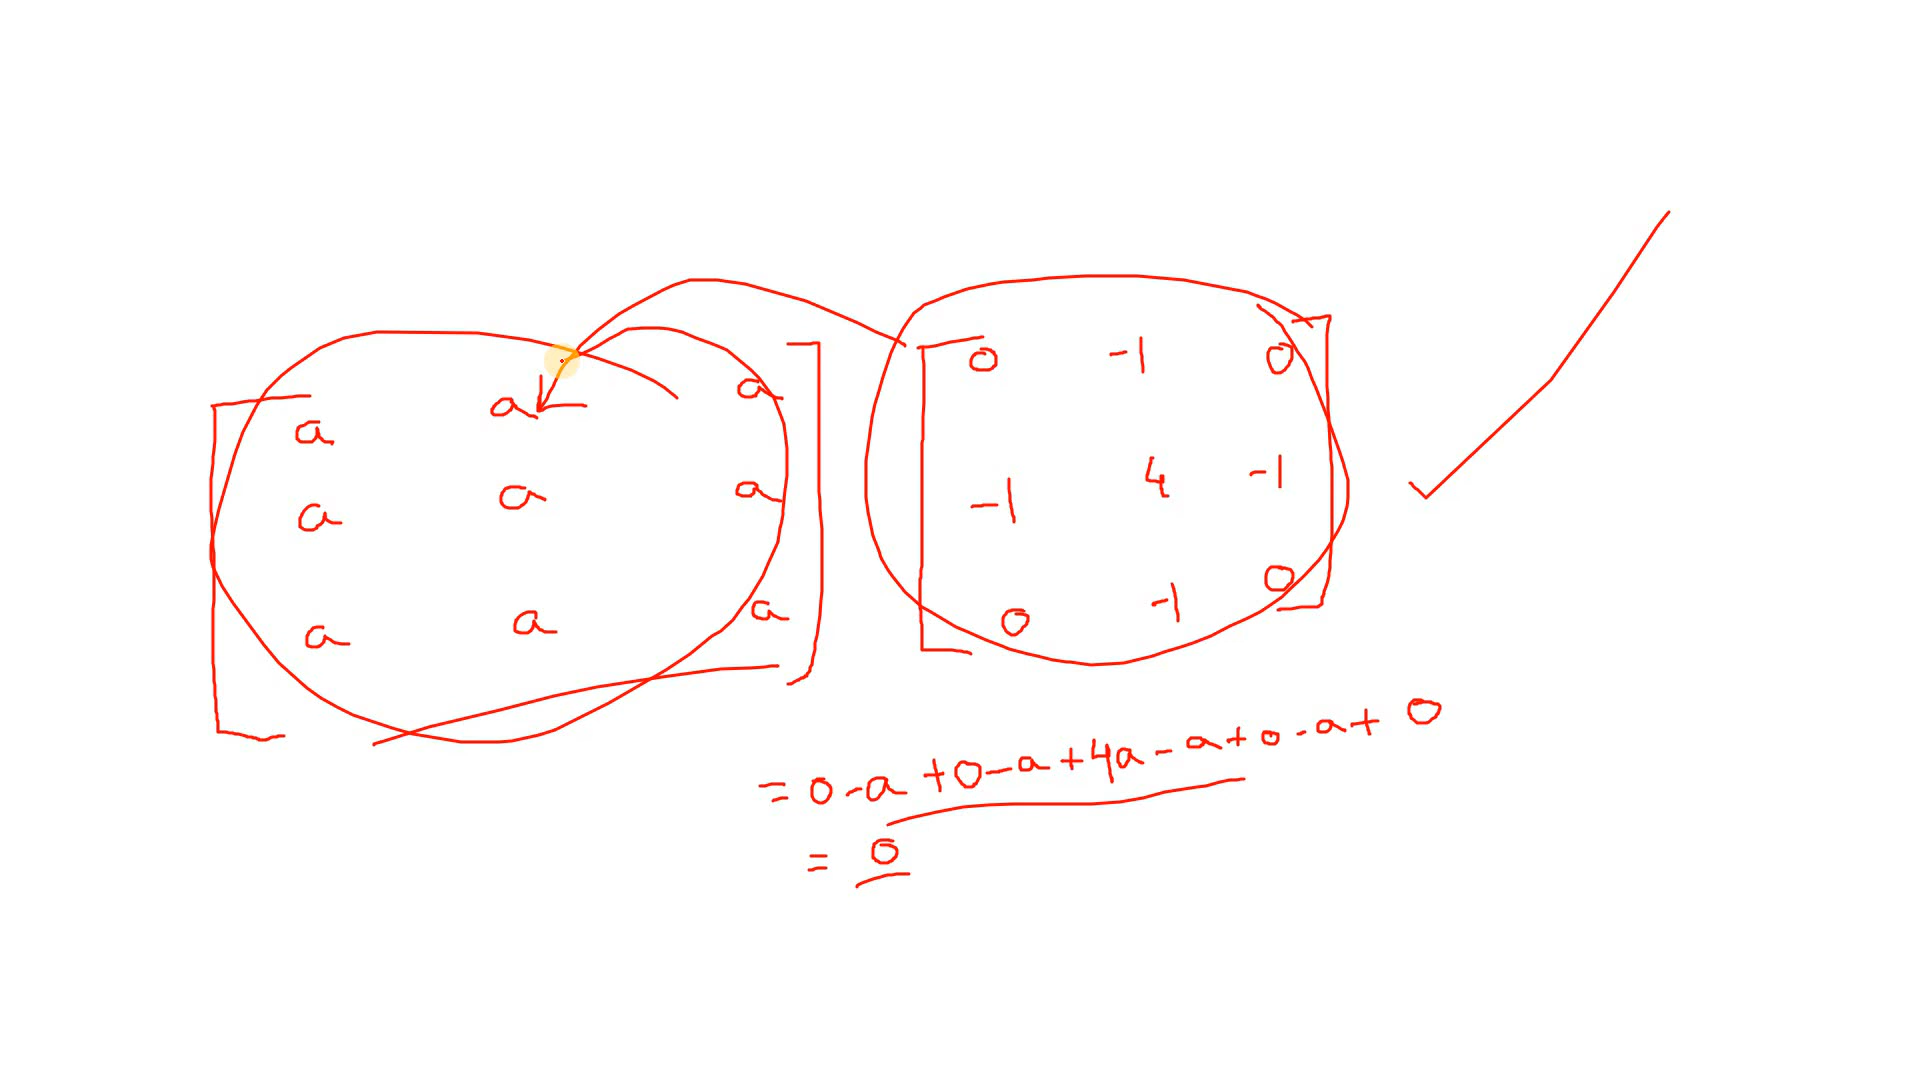 a a a 0 -1 0
a a a -1 4 -1
a a a 0 -1 0
= 0-a+0-a+4a-a+0-a+0
= 0